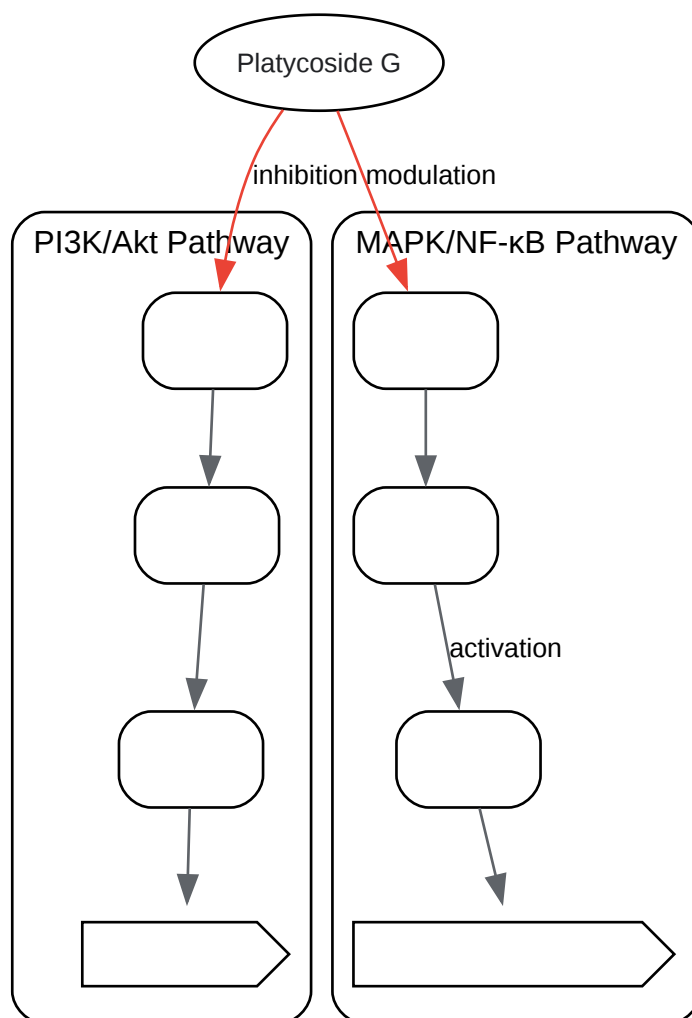 Platycoside G
inhibition modulation
PI3K/Akt Pathway
MAPK/NF-κB Pathway
activation